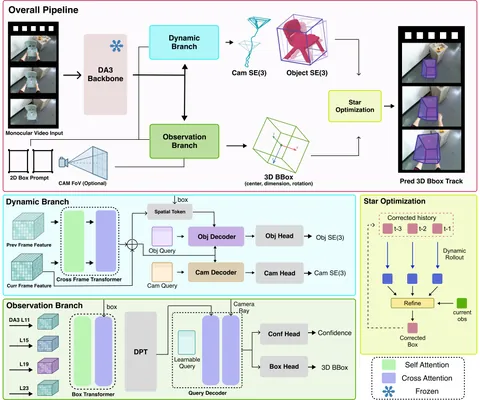 Overall Pipeline
Monocular Video Input
DA3
Backbone
Dynamic
Branch
Observation
Branch
Cam SE(3)
Object SE(3)
Star
Optimization
2D Box Prompt
CAM FoV (Optional)
3D BBox
(center, dimension, rotation)
Pred 3D Bbox Track
Dynamic Branch
Prev Frame Feature
Curr Frame Feature
Cross Frame Transformer
box
Spatial Token
Obj Query
Obj Decoder
Obj Head
Obj SE(3)
Cam Query
Cam Decoder
Cam Head
Cam SE(3)
Star Optimization
Corrected history
t-3
t-2
t-1
Dynamic
Rollout
Refine
current
obs
Corrected
Box
Observation Branch
DA3 L11
L15
L19
L23
box
Box Transformer
DPT
Camera
Ray
Learnable
Query
Query Decoder
Conf Head
Confidence
Box Head
3D BBox
Self Attention
Cross Attention
Frozen